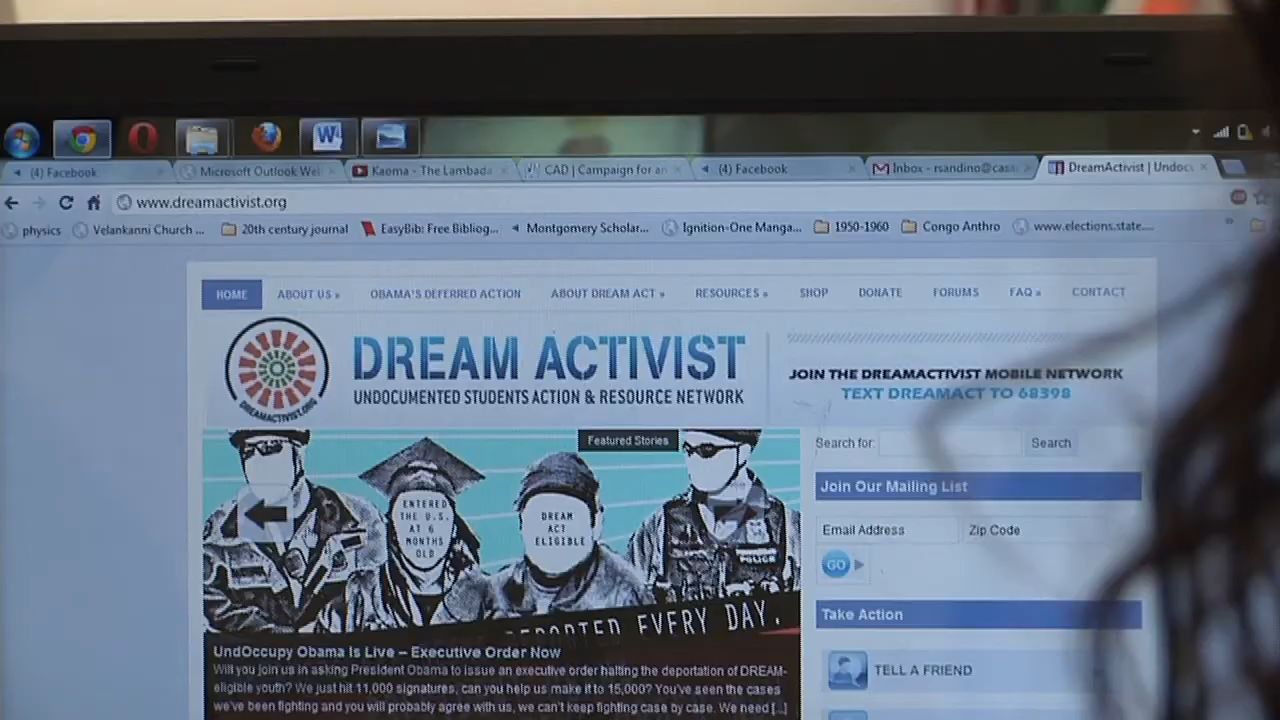 (4) Facebook
Microsoft Outlook We
Kaoma - The Lambada
CAD | Campaign for an
(4) Facebook
Inbox - rsandino@casa
DreamActivist | Undoc
www.dreamactivist.org
physics
Velankanni Church ...
20th century journal
EasyBib: Free Bibliog...
Montgomery Scholar...
Ignition-One Manga...
1950-1960
Congo Anthro
www.elections.state....
HOME
ABOUT US »
OBAMA'S DEFERRED ACTION
ABOUT DREAM ACT »
RESOURCES »
SHOP
DONATE
FORUMS
FAQ »
CONTACT
DREAMACTIVIST.ORG
DREAM ACTIVIST
UNDOCUMENTED STUDENTS ACTION & RESOURCE NETWORK
JOIN THE DREAMACTIVIST MOBILE NETWORK
TEXT DREAMACT TO 68398
Featured Stories
ENTERED
THE U.S.
AT 6
MONTHS
OLD
DREAM
ACT
ELIGIBLE
POLICE
DEPORTED EVERY DAY.
UndOccupy Obama Is Live – Executive Order Now
Will you join us in asking President Obama to issue an executive order halting the deportation of DREAM-
eligible youth? We just hit 11,000 signatures, can you help us make it to 15,000? You've seen the cases
we've been fighting and you will probably agree with us, we can't keep fighting case by case. We need [...]
Search for:
Search
Join Our Mailing List
Email Address
Zip Code
GO
Take Action
TELL A FRIEND